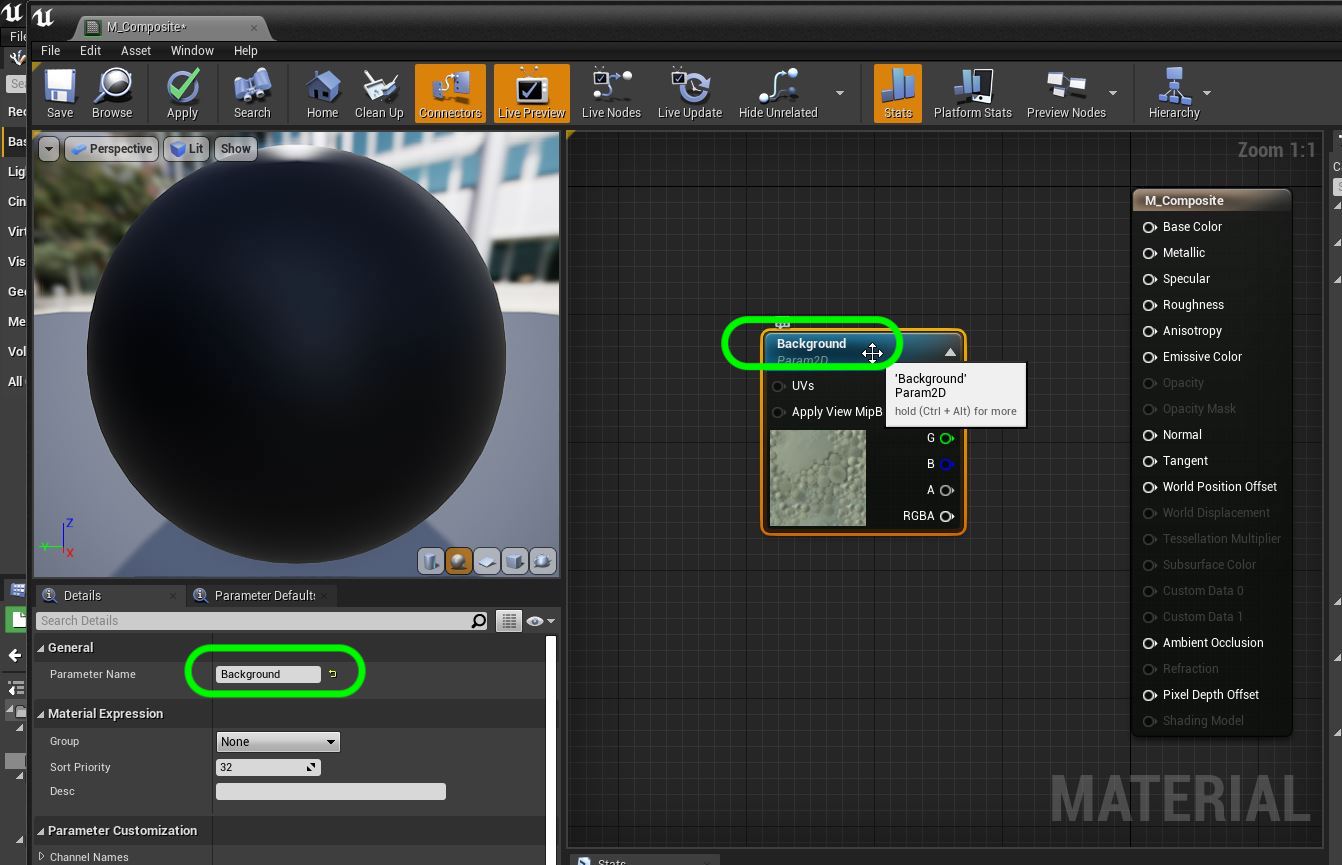 M_Composite*
File Edit Asset Window Help
Save Browse Apply Search Home Clean Up Connectors Live Preview Live Nodes Live Update Hide Unrelated Stats Platform Stats Preview Nodes Hierarchy
Perspective Lit Show
Zoom 1:1
M_Composite
Base Color
Metallic
Specular
Roughness
Anisotropy
Emissive Color
Opacity
Opacity Mask
Normal
Tangent
World Position Offset
World Displacement
Tessellation Multiplier
Subsurface Color
Custom Data 0
Custom Data 1
Ambient Occlusion
Refraction
Pixel Depth Offset
Shading Model
Background
Param2D
UVs
Apply View MipB
G
B
A
RGBA
'Background'
Param2D
hold (Ctrl + Alt) for more
MATERIAL
Z
Y
X
Details
Parameter Defaults
Search Details
General
Parameter Name Background
Material Expression
Group None
Sort Priority 32
Desc
Parameter Customization
Channel Names
Stats
File
Sea
Rec
Bas
Lig
Cin
Virt
Vis
Geo
Me
Vol
All